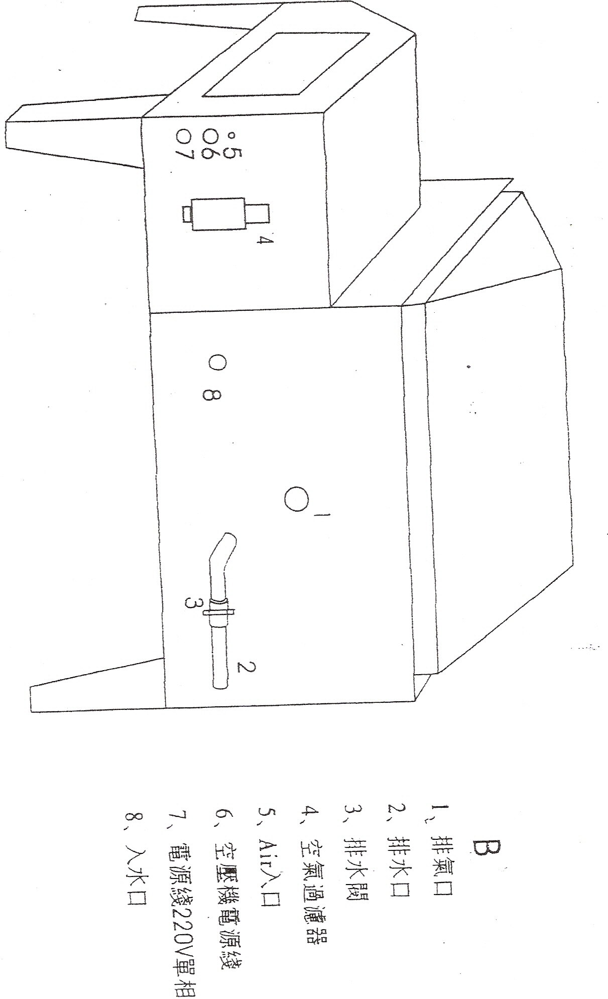 5
6
7
4
8
1
3
2
B
1、排氣口
2、排水口
3、排水閥
4、空氣過濾器
5、Air入口
6、空壓機電源綫
7、電源綫220V單相
8、入水口